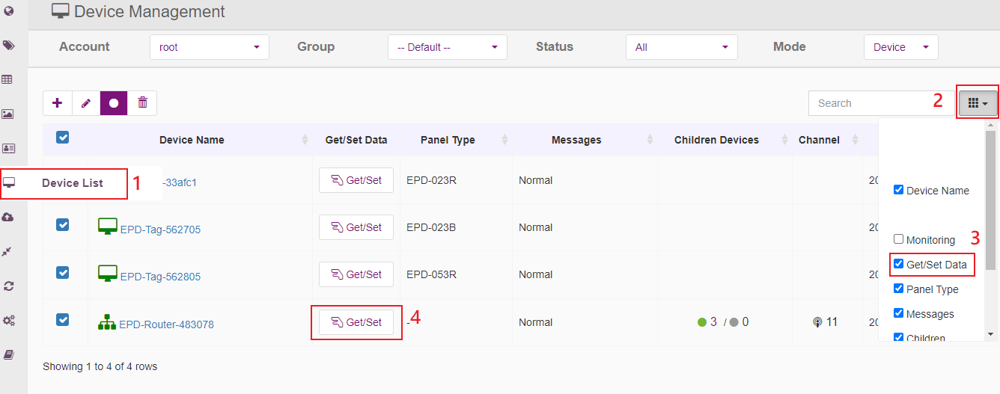 Device Management
Account root Group -- Default -- Status All Mode Device
Search 2
Device Name Get/Set Data Panel Type Messages Children Devices Channel
Device List 1 -33afc1 Get/Set EPD-023R Normal 20
Device Name
EPD-Tag-562705 Get/Set EPD-023B Normal 20
Monitoring 3
Get/Set Data
EPD-Tag-562805 Get/Set EPD-053R Normal 20
Panel Type
Messages
EPD-Router-483078 Get/Set - 4 Normal 3 / 0 11 20
Children
Showing 1 to 4 of 4 rows